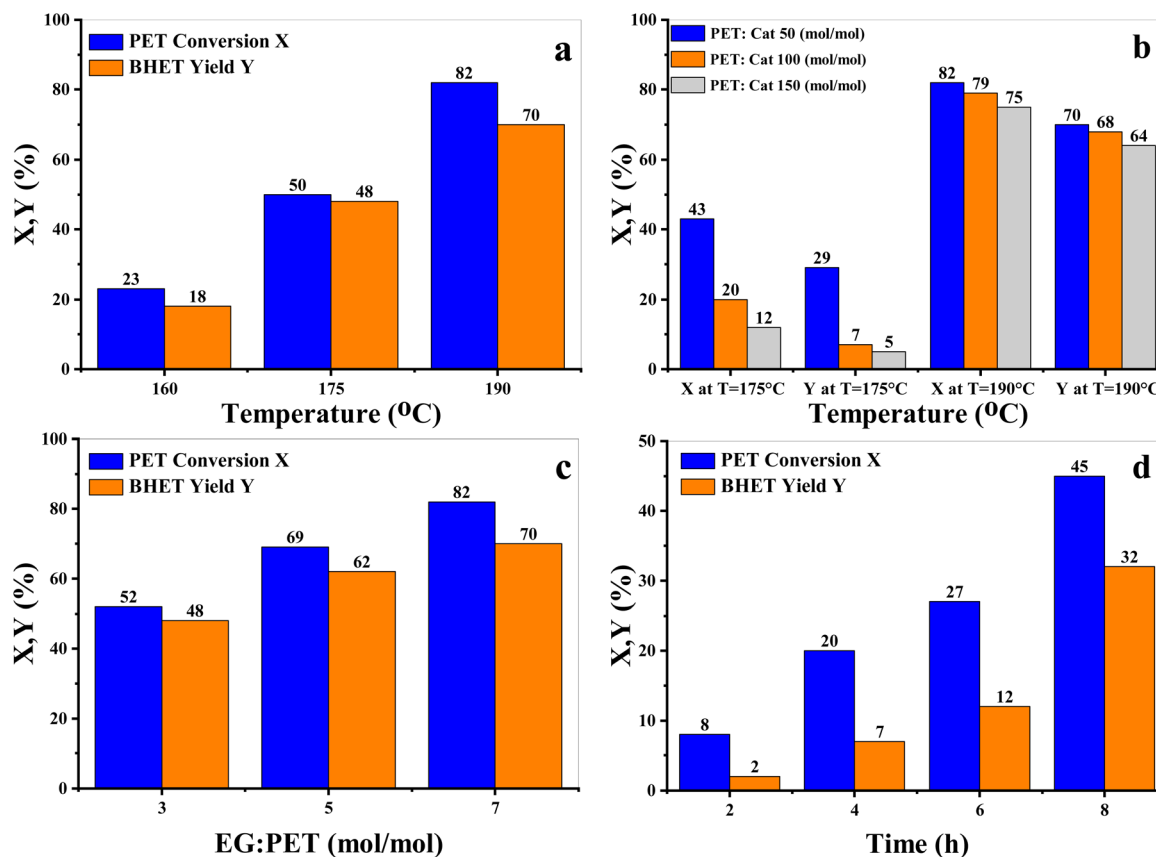 100
80
60
40
20
0
PET Conversion X
BHET Yield Y
a
23
18
50
48
82
70
160
175
190
X,Y (%)
Temperature (⁰C)
100
80
60
40
20
0
PET: Cat 50 (mol/mol)
PET: Cat 100 (mol/mol)
PET: Cat 150 (mol/mol)
b
43
20
12
29
7
5
82
79
75
70
68
64
X at T=175°C
Y at T=175°C
X at T=190°C
Y at T=190°C
X,Y (%)
Temperature (⁰C)
100
80
60
40
20
0
PET Conversion X
BHET Yield Y
c
52
48
69
62
82
70
3
5
7
X,Y (%)
EG:PET (mol/mol)
50
40
30
20
10
0
PET Conversion X
BHET Yield Y
d
8
2
20
7
27
12
45
32
2
4
6
8
X,Y (%)
Time (h)